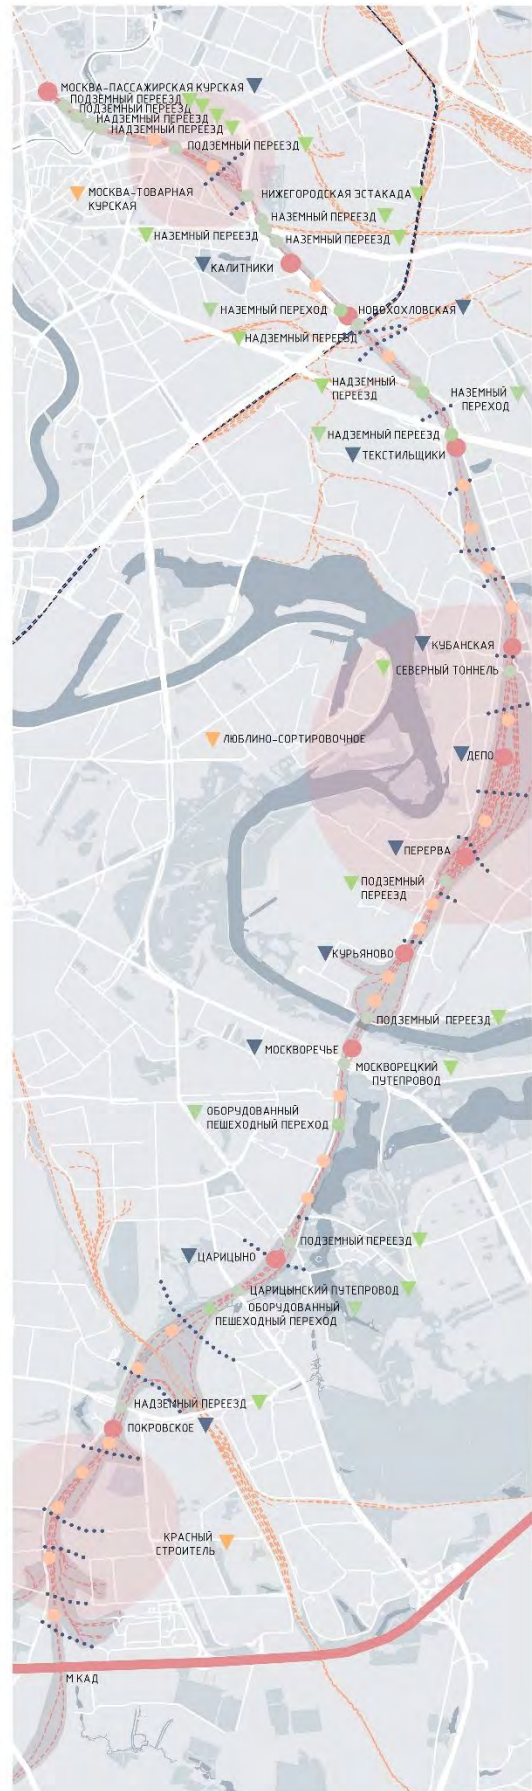 МОСКВА-ПАССАЖИРСКАЯ КУРСКАЯ
ПОДЗЕМНЫЙ ПЕРЕЕЗД
ПОДЗЕМНЫЙ ПЕРЕЕЗД
НАДЗЕМНЫЙ ПЕРЕЕЗД
НАДЗЕМНЫЙ ПЕРЕЕЗД
ПОДЗЕМНЫЙ ПЕРЕЕЗД
МОСКВА-ТОВАРНАЯ
КУРСКАЯ
НИЖЕГОРОДСКАЯ ЭСТАКАДА
НАЗЕМНЫЙ ПЕРЕЕЗД
НАЗЕМНЫЙ ПЕРЕЕЗД
НАЗЕМНЫЙ ПЕРЕЕЗД
КАЛИТНИКИ
НАЗЕМНЫЙ ПЕРЕХОД
НОВОХОХЛОВСКАЯ
НАДЗЕМНЫЙ ПЕРЕЕЗД
НАДЗЕМНЫЙ
ПЕРЕЕЗД
НАЗЕМНЫЙ
ПЕРЕХОД
НАДЗЕМНЫЙ ПЕРЕЕЗД
ТЕКСТИЛЬЩИКИ
КУБАНСКАЯ
СЕВЕРНЫЙ ТОННЕЛЬ
ЛЮБЛИНО-СОРТИРОВОЧНОЕ
ДЕПО
ПЕРЕРВА
ПОДЗЕМНЫЙ
ПЕРЕЕЗД
КУРЬЯНОВО
ПОДЗЕМНЫЙ ПЕРЕЕЗД
МОСКВОРЕЧЬЕ
МОСКВОРЕЦКИЙ
ПУТЕПРОВОД
ОБОРУДОВАННЫЙ
ПЕШЕХОДНЫЙ ПЕРЕХОД
ПОДЗЕМНЫЙ ПЕРЕЕЗД
ЦАРИЦЫНО
ЦАРИЦЫНСКИЙ ПУТЕПРОВОД
ОБОРУДОВАННЫЙ
ПЕШЕХОДНЫЙ ПЕРЕХОД
НАДЗЕМНЫЙ ПЕРЕЕЗД
ПОКРОВСКОЕ
КРАСНЫЙ
СТРОИТЕЛЬ
МКАД